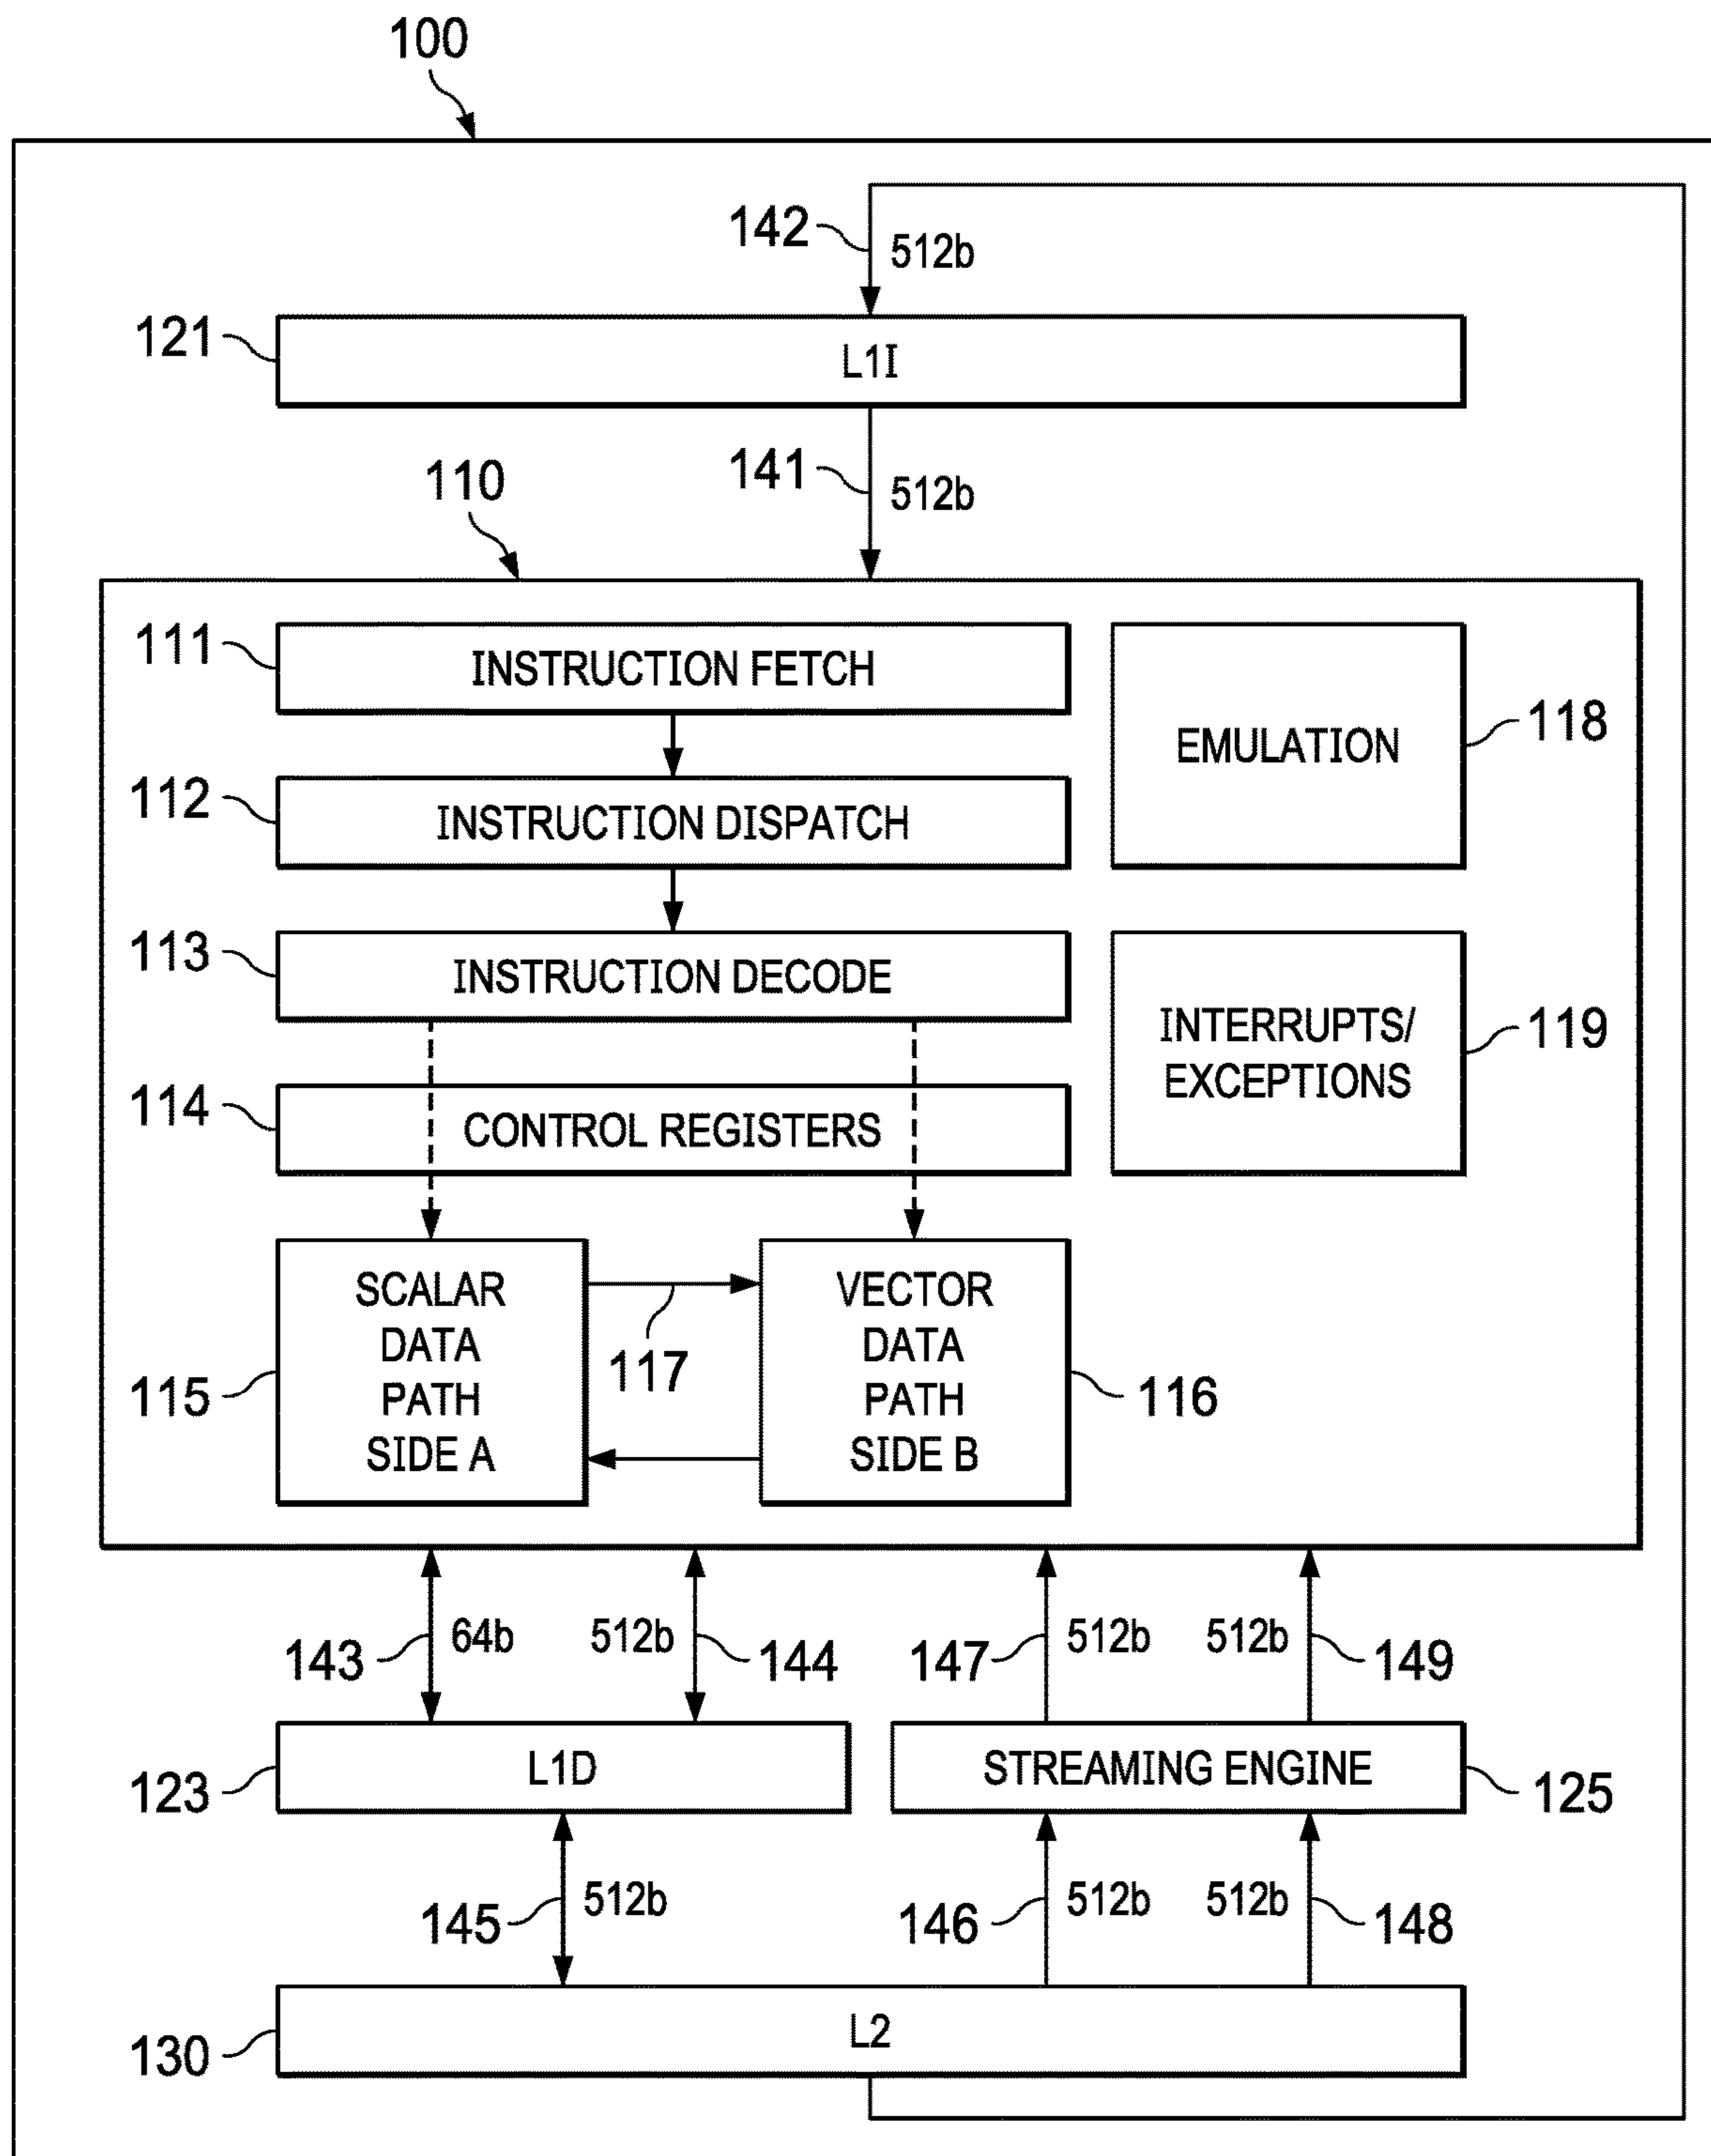 100
142
512b
121
L1I
141
512b
110
111
INSTRUCTION FETCH
EMULATION
118
112
INSTRUCTION DISPATCH
113
INSTRUCTION DECODE
INTERRUPTS/
EXCEPTIONS
119
114
CONTROL REGISTERS
SCALAR
DATA
PATH
SIDE A
115
117
VECTOR
DATA
PATH
SIDE B
116
143
64b
512b
144
147
512b
512b
149
123
L1D
STREAMING ENGINE
125
145
512b
146
512b
512b
148
130
L2